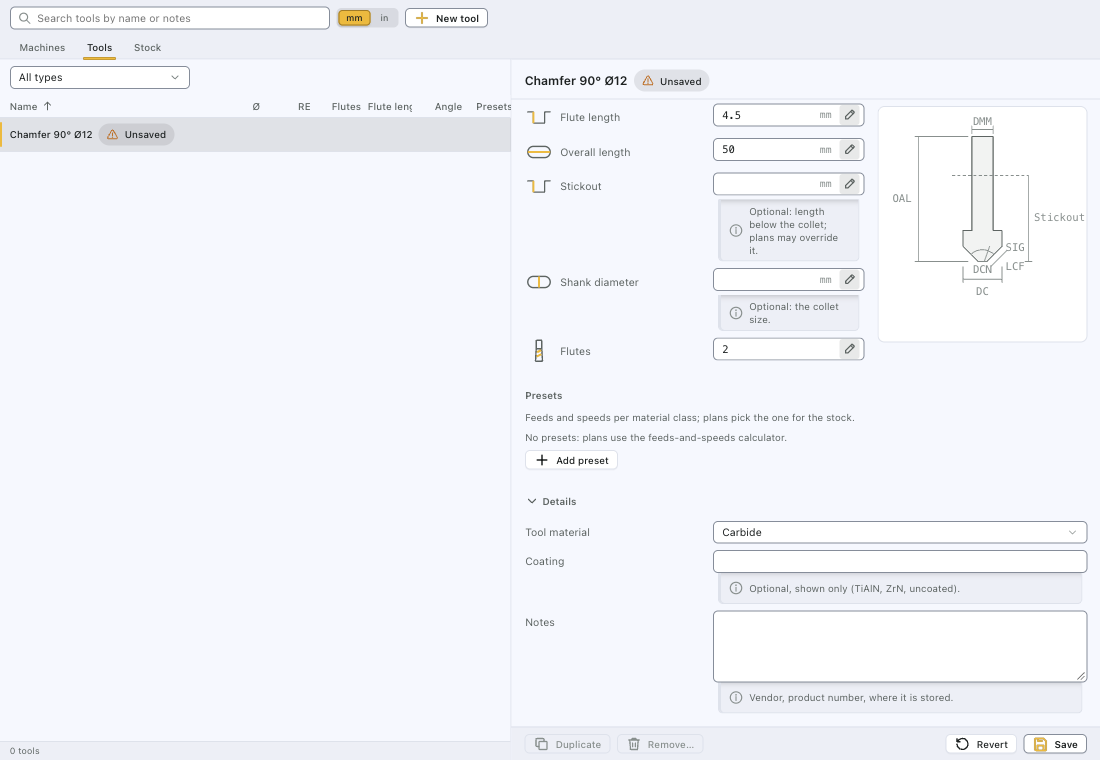 Search tools by name or notes
mm in
New tool
Machines Tools Stock
All types
Name Ø RE Flutes Flute leng Angle Presets
Chamfer 90° Ø12 Unsaved
0 tools
Chamfer 90° Ø12 Unsaved
Flute length 4.5 mm
Overall length 50 mm
Stickout mm
Optional: length
below the collet;
plans may override
it.
Shank diameter mm
Optional: the collet
size.
Flutes 2
DMM
OAL
Stickout
SIG
DCN LCF
DC
Presets
Feeds and speeds per material class; plans pick the one for the stock.
No presets: plans use the feeds-and-speeds calculator.
Add preset
Details
Tool material Carbide
Coating
Optional, shown only (TiAlN, ZrN, uncoated).
Notes
Vendor, product number, where it is stored.
Duplicate Remove... Revert Save